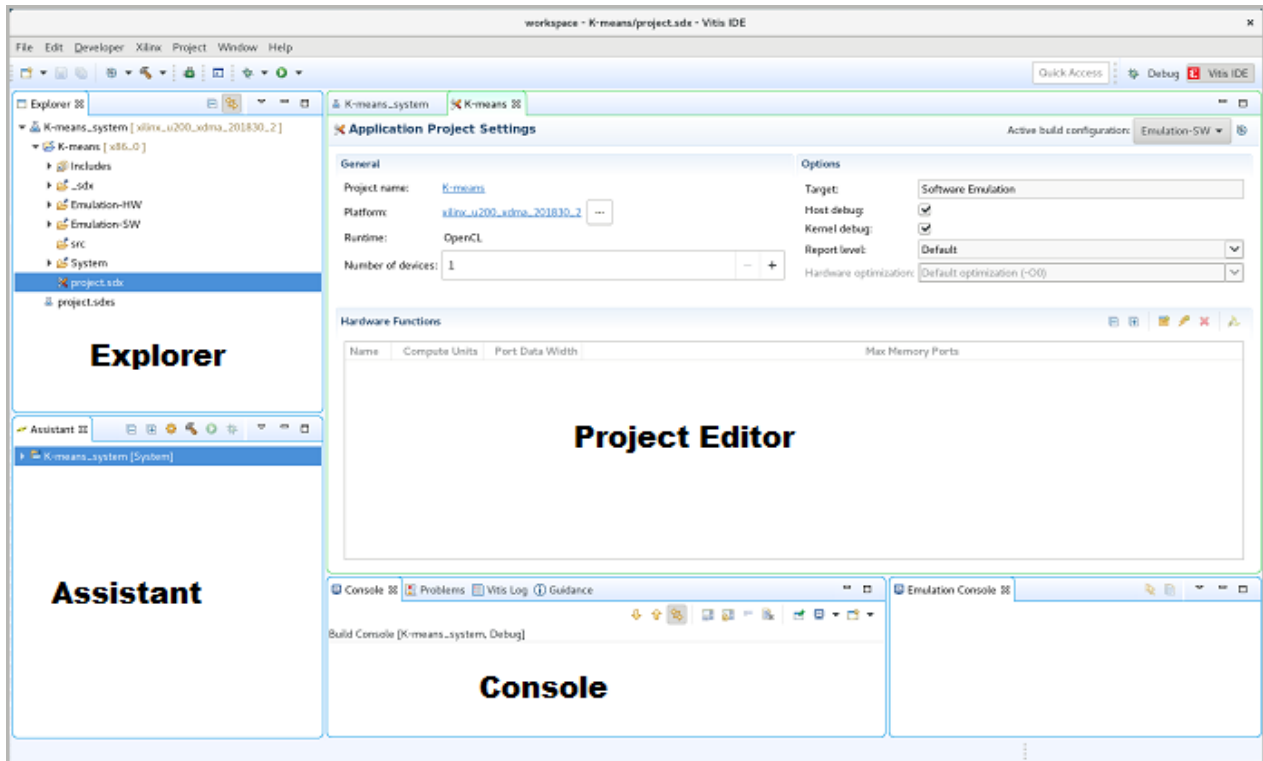 workspace - K-means/project.sdx - Vitis IDE
File Edit Developer Xilinx Project Window Help
Quick Access Debug Vitis IDE
Explorer
K-means_system [ xilinx_u200_xdma_201830_2 ]
K-means [ x86_0 ]
Includes
_sdx
Emulation-HW
Emulation-SW
src
System
project.sdx
project.sdxs
Explorer
Assistant
K-means_system [System]
Assistant
K-means_system K-means
Application Project Settings
Active build configuration: Emulation-SW
General
Project name: K-means
Platform: xilinx_u200_xdma_201830_2 ...
Runtime: OpenCL
Number of devices: 1
Options
Target: Software Emulation
Host debug:
Kernel debug:
Report level: Default
Hardware optimization: Default optimization (-O0)
Hardware Functions
Name Compute Units Port Data Width Max Memory Ports
Project Editor
Console Problems Vitis Log Guidance
Build Console [K-means_system, Debug]
Console
Emulation Console